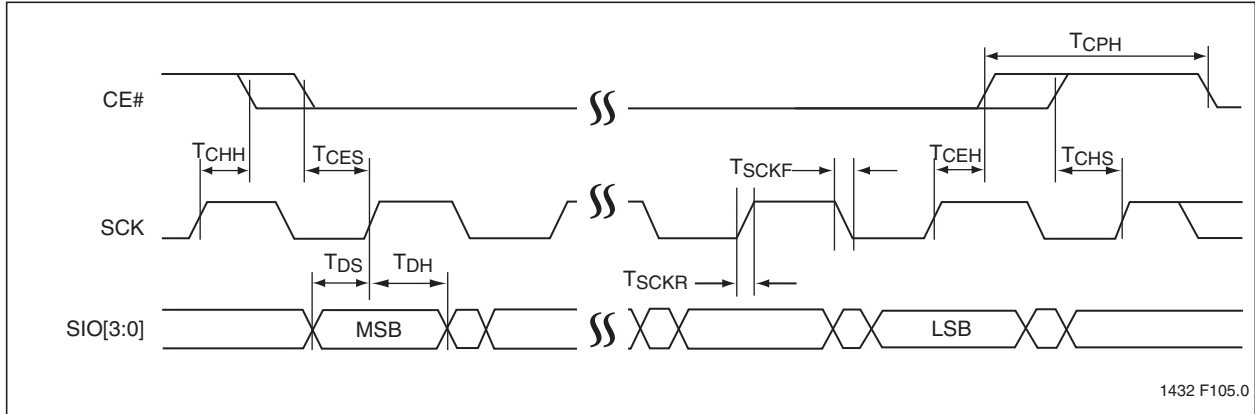 TCPH
CE#
TCHH
TCES
TSCKF
TCEH
TCHS
SCK
TDS
TDH
TSCKR
SIO[3:0]
MSB
LSB
1432 F105.0